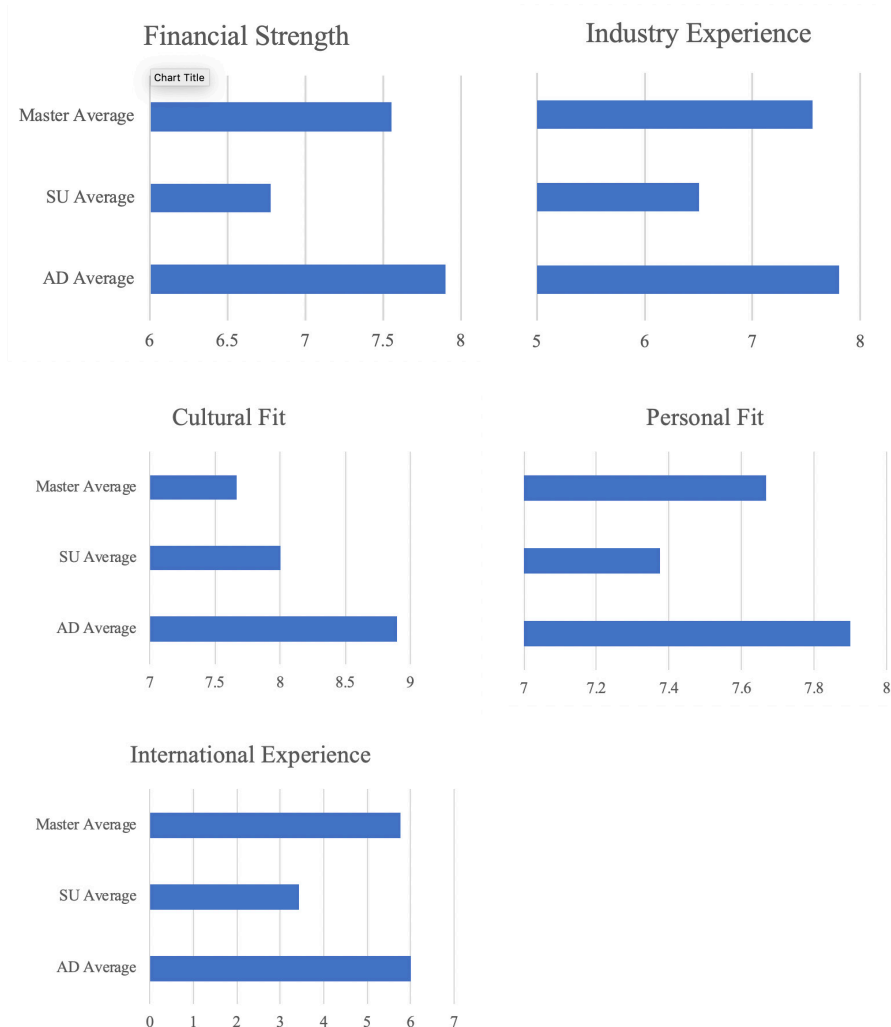 Financial Strength
Chart Title
Master Average
SU Average
AD Average
6 6.5 7 7.5 8
Industry Experience
5 6 7 8
Cultural Fit
Master Average
SU Average
AD Average
7 7.5 8 8.5 9
Personal Fit
7 7.2 7.4 7.6 7.8 8
International Experience
Master Average
SU Average
AD Average
0 1 2 3 4 5 6 7